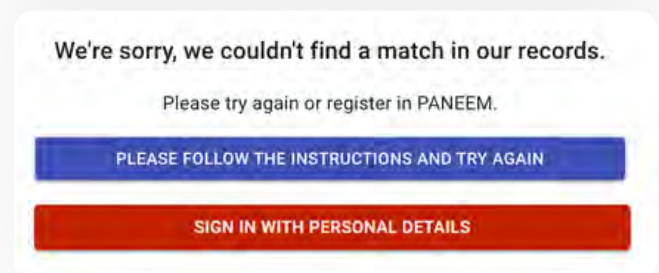 We're sorry, we couldn't find a match in our records.
Please try again or register in PANEEM.
PLEASE FOLLOW THE INSTRUCTIONS AND TRY AGAIN
SIGN IN WITH PERSONAL DETAILS